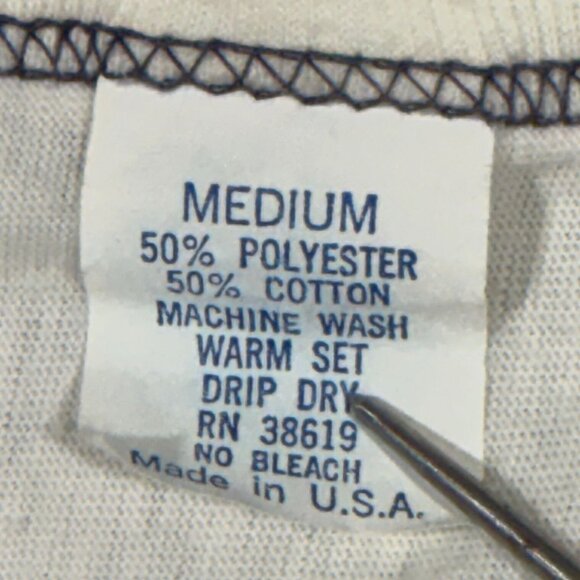 MEDIUM
50% POLYESTER
50% COTTON
MACHINE WASH
WARM SET
DRIP DRY
RN 38619
NO BLEACH
Made in U.S.A.